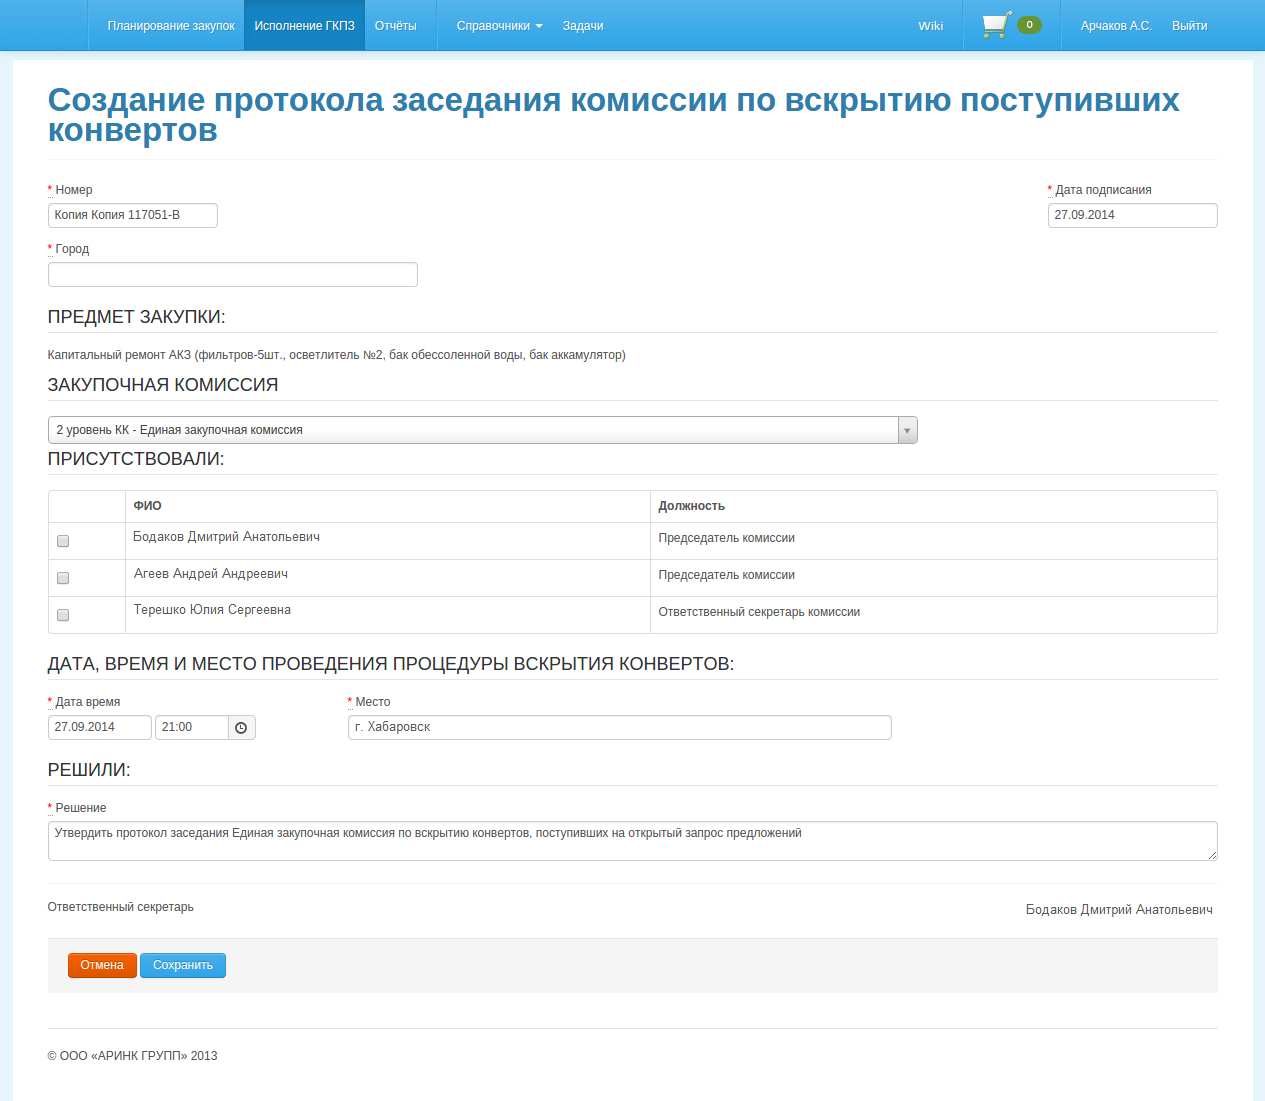 Планирование закупок Исполнение ГКПЗ Отчёты Справочники Задачи Wiki 0 Арчаков А.С. Выйти
Создание протокола заседания комиссии по вскрытию поступивших
конвертов
* Номер * Дата подписания
Копия Копия 117051-В 27.09.2014
* Город
ПРЕДМЕТ ЗАКУПКИ:
Капитальный ремонт АКЗ (фильтров-5шт., осветлитель №2, бак обессоленной воды, бак аккамулятор)
ЗАКУПОЧНАЯ КОМИССИЯ
2 уровень КК - Единая закупочная комиссия
ПРИСУТСТВОВАЛИ:
ФИО Должность
Бодаков Дмитрий Анатольевич Председатель комиссии
Агеев Андрей Андреевич Председатель комиссии
Терешко Юлия Сергеевна Ответственный секретарь комиссии
ДАТА, ВРЕМЯ И МЕСТО ПРОВЕДЕНИЯ ПРОЦЕДУРЫ ВСКРЫТИЯ КОНВЕРТОВ:
* Дата время * Место
27.09.2014 21:00 г. Хабаровск
РЕШИЛИ:
* Решение
Утвердить протокол заседания Единая закупочная комиссия по вскрытию конвертов, поступивших на открытый запрос предложений
Ответственный секретарь Бодаков Дмитрий Анатольевич
Отмена Сохранить
© ООО «АРИНК ГРУПП» 2013